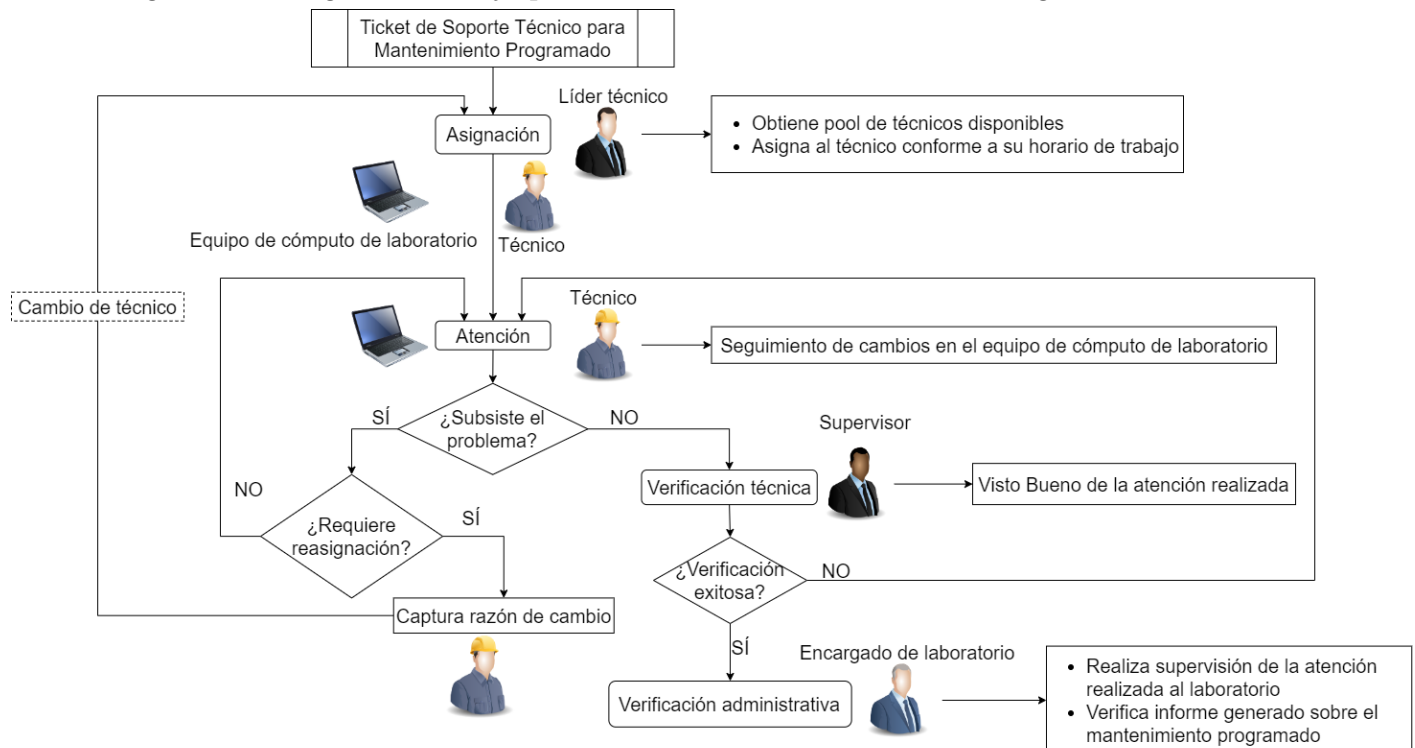 Ticket de Soporte Técnico para
Mantenimiento Programado
Líder técnico
Asignación
• Obtiene pool de técnicos disponibles
• Asigna al técnico conforme a su horario de trabajo
Equipo de cómputo de laboratorio
Técnico
Cambio de técnico
Técnico
Atención
Seguimiento de cambios en el equipo de cómputo de laboratorio
¿Subsiste el
problema?
SÍ
NO
Supervisor
Verificación técnica
Visto Bueno de la atención realizada
NO
¿Requiere
reasignación?
SÍ
¿Verificación
exitosa?
NO
Captura razón de cambio
SÍ
Encargado de laboratorio
Verificación administrativa
• Realiza supervisión de la atención
realizada al laboratorio
• Verifica informe generado sobre el
mantenimiento programado